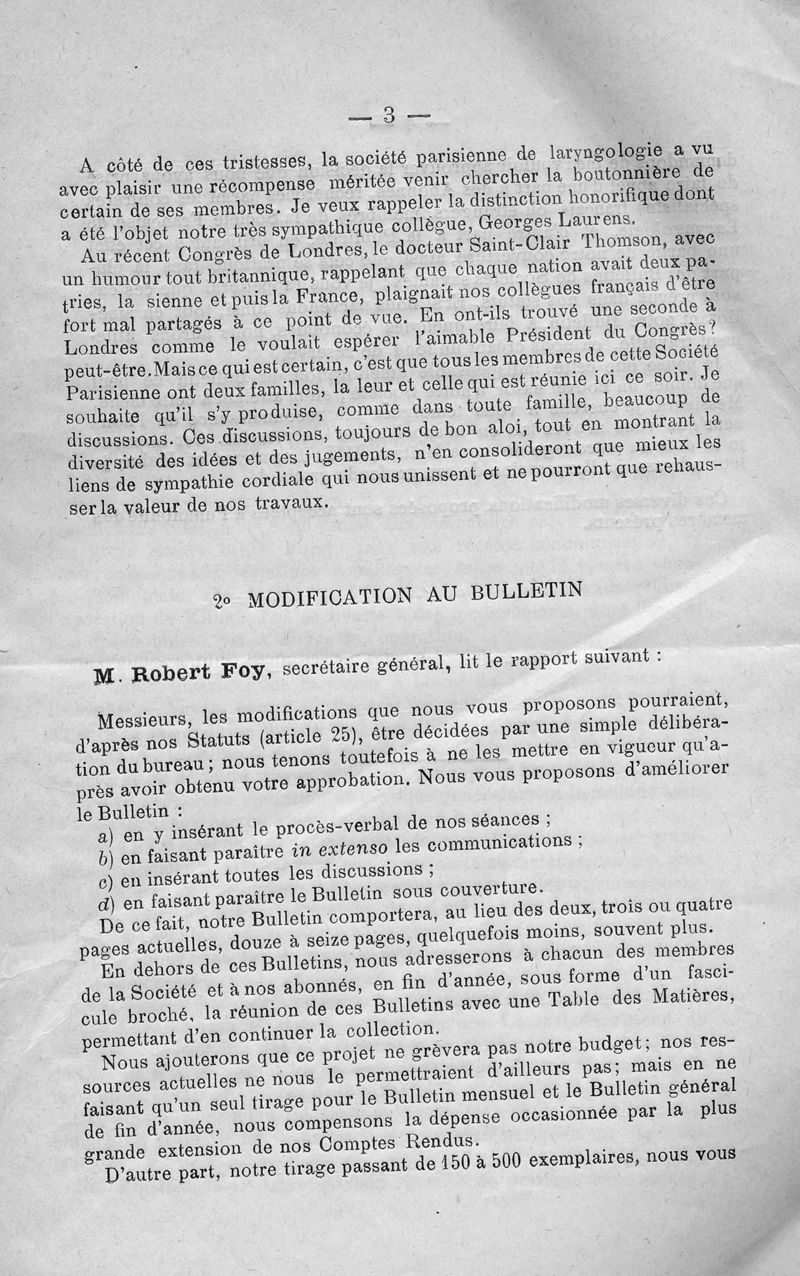 — 3 —
A côté de ces tristesses, la société parisienne de laryngologie a vu
avec plaisir une récompense méritée venir chercher la boutonnière de
certain de ses membres. Je veux rappeler la distinction honorifique dont
a été l'objet notre très sympathique collègue, Georges Laurens.
Au récent Congrès de Londres, le docteur Saint-Clair Thomson, avec
un humour tout britannique, rappelant que chaque nation avait deux pa-
tries, la sienne et puis la France, plaignait nos collègues français d'être
fort mal partagés à ce point de vue. En ont-ils trouvé une seconde à
Londres comme le voulait espérer l'aimable Président du Congrès?
peut-être. Mais ce qui est certain, c'est que tous les membres de cette Société
Parisienne ont deux familles, la leur et celle qui est réunie ici ce soir. Je
souhaite qu'il s'y produise, comme dans toute famille, beaucoup de
discussions. Ces discussions, toujours de bon aloi, tout en montrant la
diversité des idées et des jugements, n'en consolideront que mieux les
liens de sympathie cordiale qui nous unissent et ne pourront que rehaus-
ser la valeur de nos travaux.
2º MODIFICATION AU BULLETIN
M. Robert Foy, secrétaire général, lit le rapport suivant :
Messieurs, les modifications que nous vous proposons pourraient,
d'après nos Statuts (article 25), être décidées par une simple délibéra-
tion du bureau; nous tenons toutefois à ne les mettre en vigueur qu'a-
près avoir obtenu votre approbation. Nous vous proposons d'améliorer
le Bulletin :
a) en y insérant le procès-verbal de nos séances ;
b) en faisant paraître in extenso les communications ;
c) en insérant toutes les discussions ;
d) en faisant paraître le Bulletin sous couverture.
De ce fait, notre Bulletin comportera, au lieu des deux, trois ou quatre
pages actuelles, douze à seize pages, quelquefois moins, souvent plus.
En dehors de ces Bulletins, nous adresserons à chacun des membres
de la Société et à nos abonnés, en fin d'année, sous forme d'un fasci-
cule broché, la réunion de ces Bulletins avec une Table des Matières,
permettant d'en continuer la collection.
Nous ajouterons que ce projet ne grèvera pas notre budget; nos res-
sources actuelles ne nous le permettraient d'ailleurs pas; mais en ne
faisant qu'un seul tirage pour le Bulletin mensuel et le Bulletin général
de fin d'année, nous compensons la dépense occasionnée par la plus
grande extension de nos Comptes Rendus.
D'autre part, notre tirage passant de 150 à 500 exemplaires, nous vous